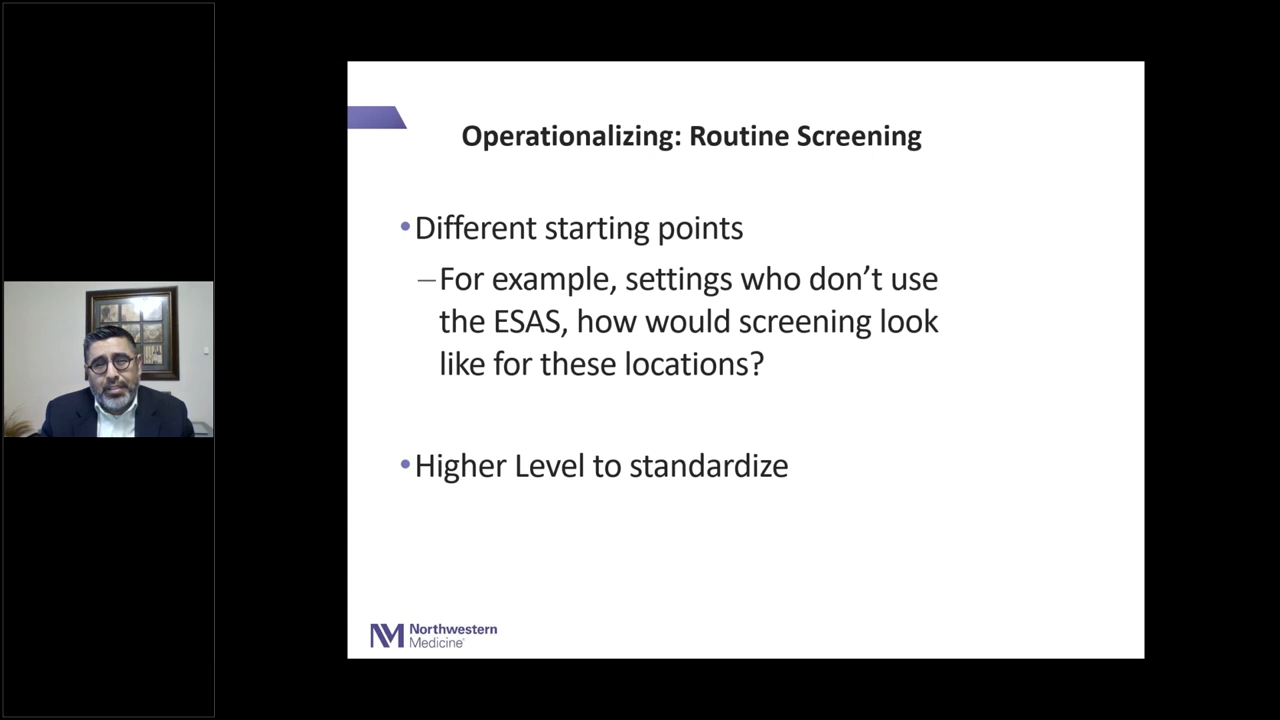 Operationalizing: Routine Screening
•Different starting points
–For example, settings who don’t use
the ESAS, how would screening look
like for these locations?
•Higher Level to standardize
NM Northwestern
Medicine